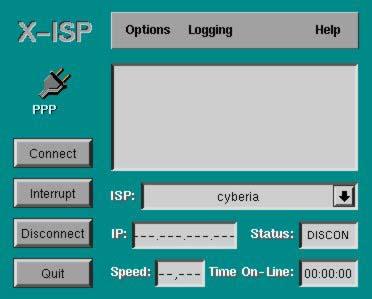 X-ISP
Options Logging Help
PPP
Connect
Interrupt
ISP: cyberia
Disconnect
IP: ---.---.---.--- Status: DISCON
Quit
Speed: --,--- Time On-Line: 00:00:00